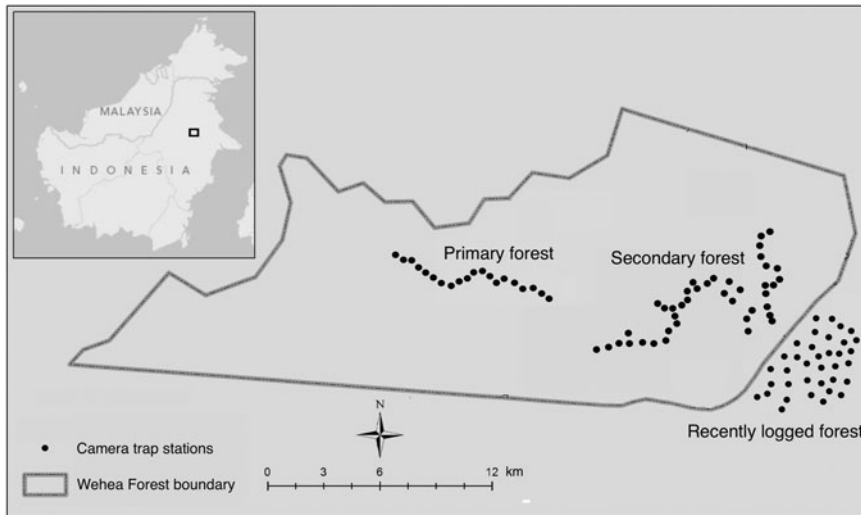 MALAYSIA
INDONESIA
Primary forest
Secondary forest
Recently logged forest
N
Camera trap stations
Wehea Forest boundary
0 3 6 12 km